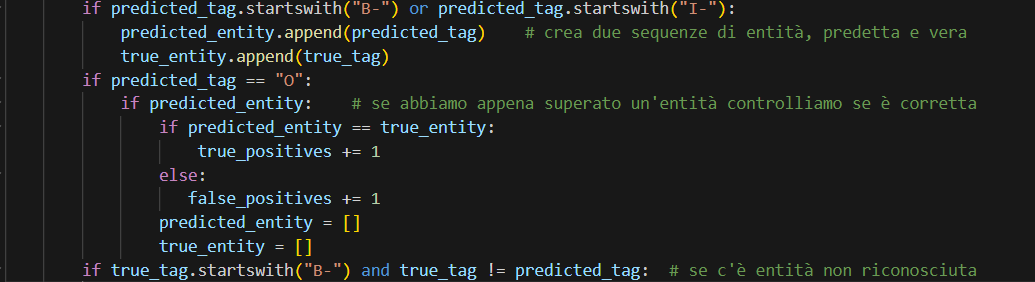 if predicted_tag.startswith("B-") or predicted_tag.startswith("I-"):
predicted_entity.append(predicted_tag)    # crea due sequenze di entità, predetta e vera
true_entity.append(true_tag)
if predicted_tag == "O":
if predicted_entity:    # se abbiamo appena superato un'entità controlliamo se è corretta
if predicted_entity == true_entity:
true_positives += 1
else:
false_positives += 1
predicted_entity = []
true_entity = []
if true_tag.startswith("B-") and true_tag != predicted_tag:  # se c'è entità non riconosciuta